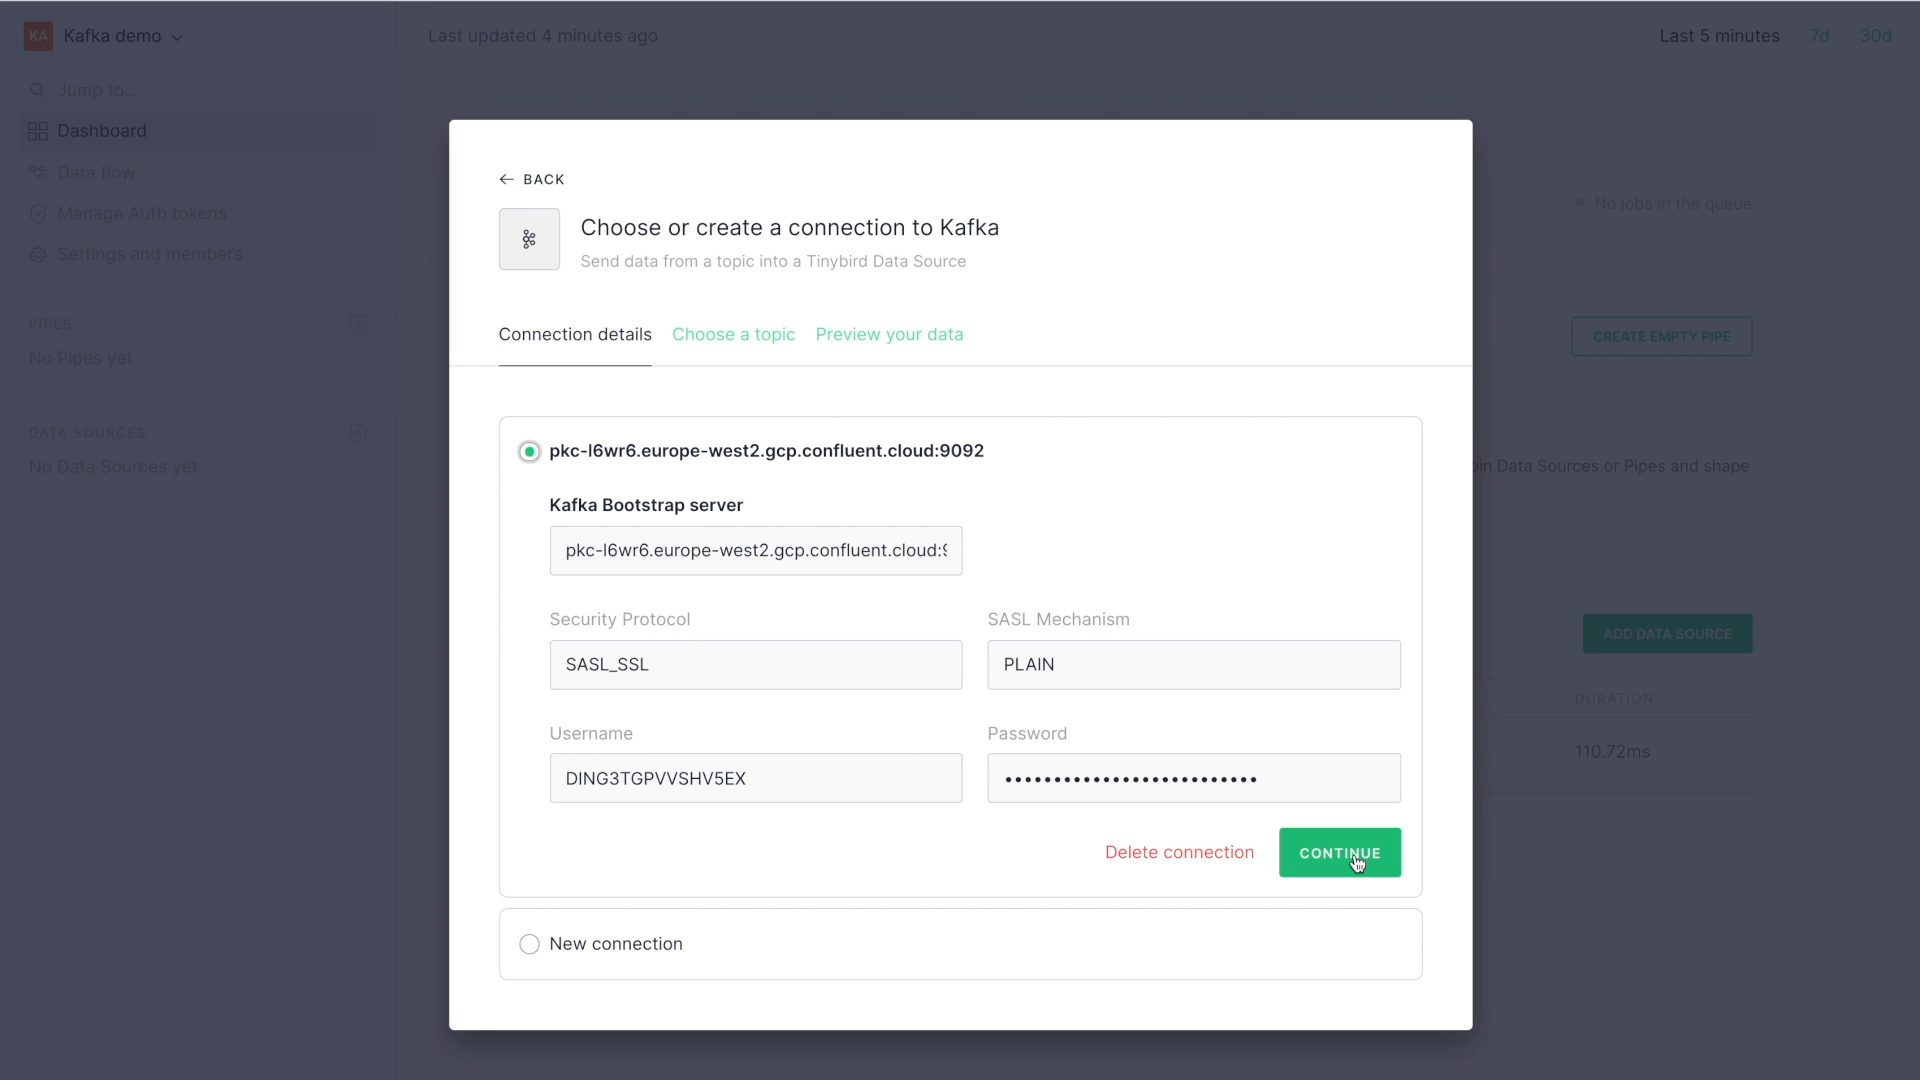 KA Kafka demo
Last updated 4 minutes ago
Last 5 minutes 7d 30d
Jump to...
Dashboard
Data flow
Manage Auth tokens
Settings and members
PIPES
No Pipes yet
DATA SOURCES
No Data Sources yet
No jobs in the queue
CREATE EMPTY PIPE
Data Sources or Pipes and shape
ADD DATA SOURCE
DURATION
110.72ms
← BACK
Choose or create a connection to Kafka
Send data from a topic into a Tinybird Data Source
Connection details Choose a topic Preview your data
pkc-l6wr6.europe-west2.gcp.confluent.cloud:9092
Kafka Bootstrap server
pkc-l6wr6.europe-west2.gcp.confluent.cloud:9
Security Protocol SASL Mechanism
SASL_SSL PLAIN
Username Password
DING3TGPVVSHV5EX ••••••••••••••••••••••••••
Delete connection CONTINUE
New connection